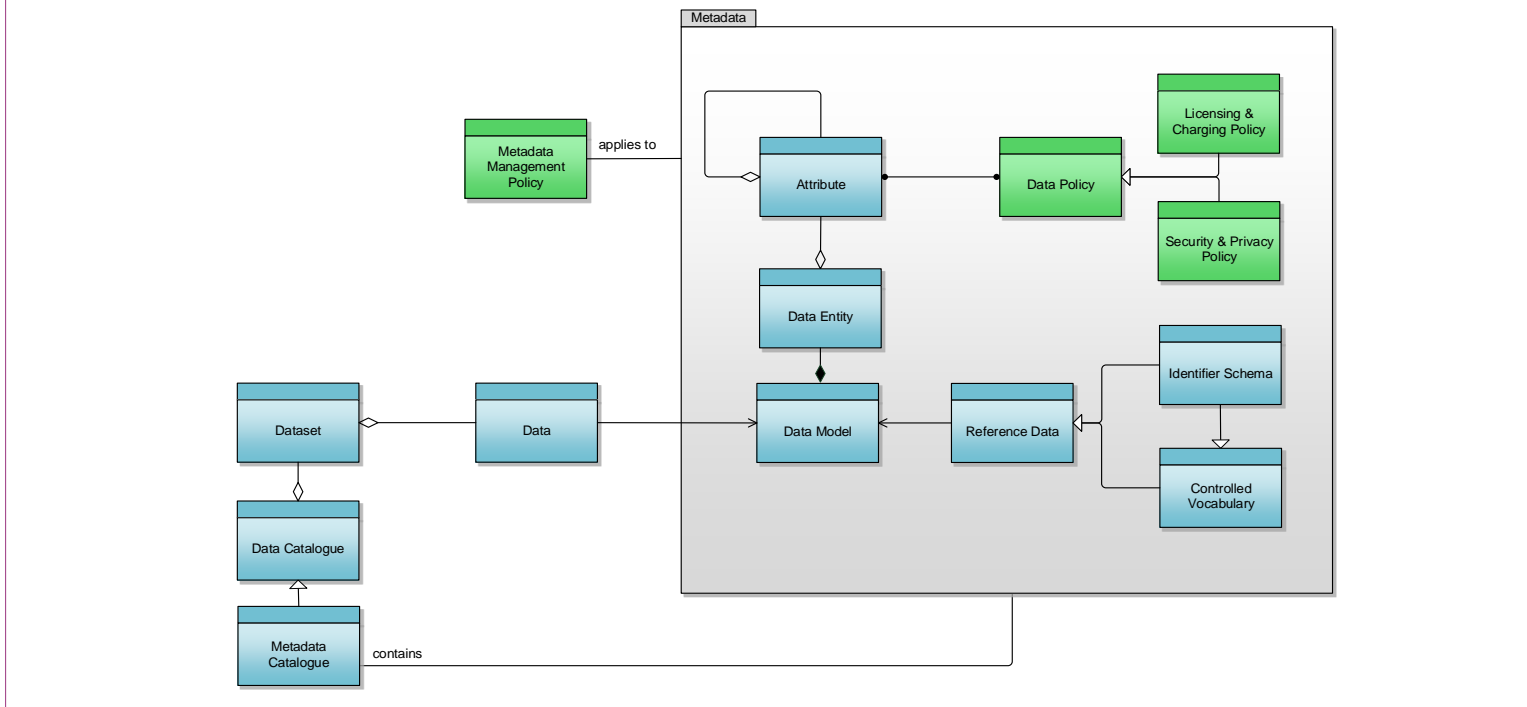 Metadata
Licensing &
Charging Policy
Metadata
Management
Policy
applies to
Attribute
Data Policy
Security & Privacy
Policy
Data Entity
Identifier Schema
Dataset
Data
Data Model
Reference Data
Controlled
Vocabulary
Data Catalogue
Metadata
Catalogue
contains